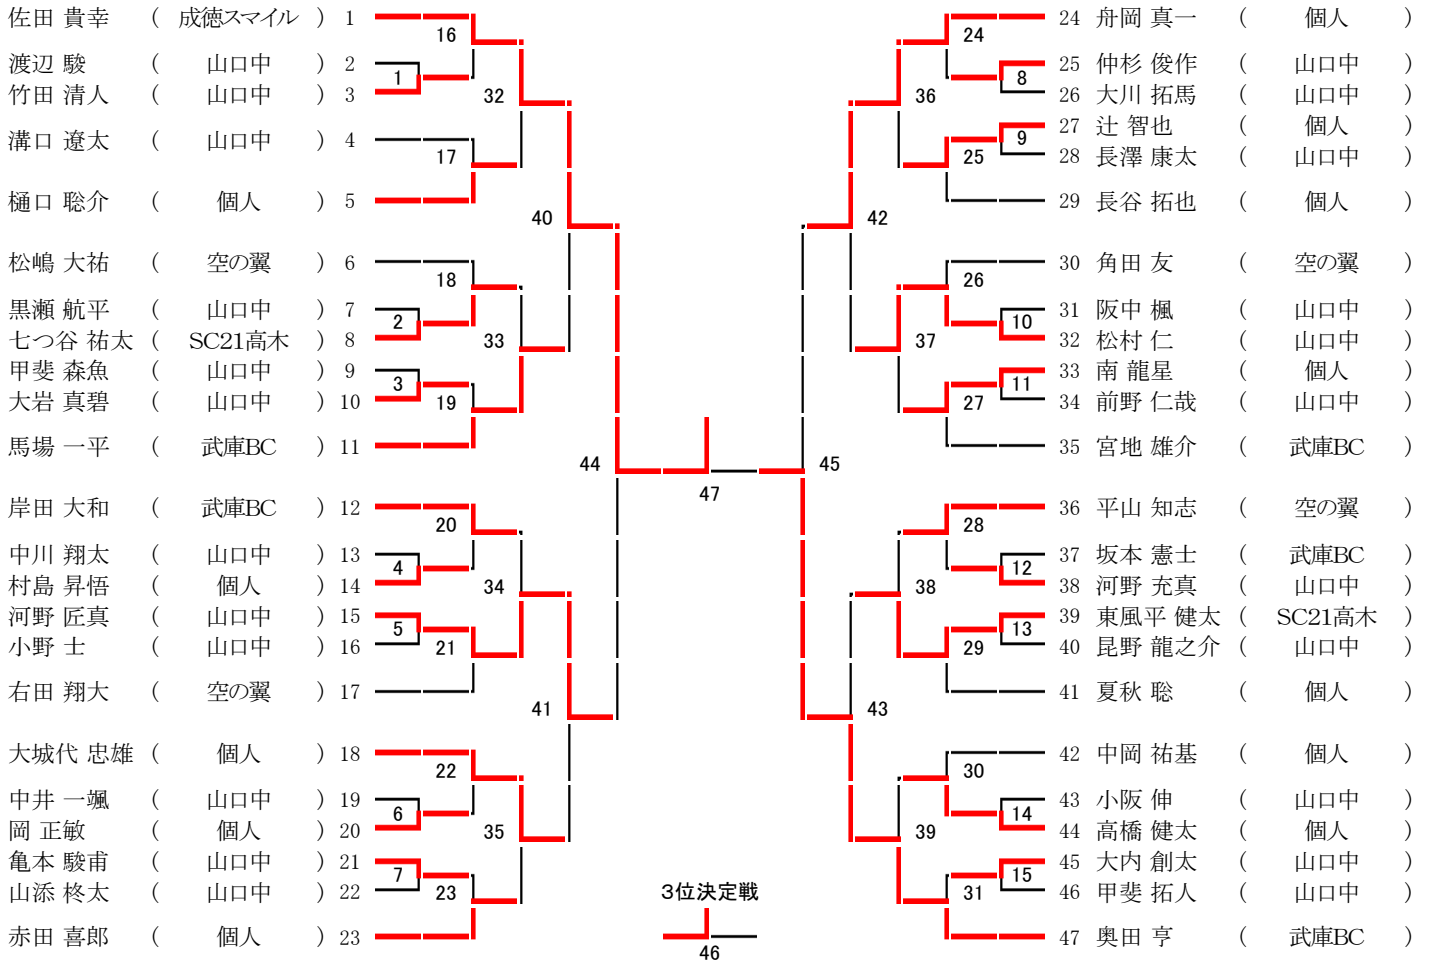 佐田 貴幸 ( 成徳スマイル ) 1
渡辺 駿 ( 山口中 ) 2
竹田 清人 ( 山口中 ) 3
溝口 遼太 ( 山口中 ) 4
樋口 聡介 ( 個人 ) 5
松嶋 大祐 ( 空の翼 ) 6
黒瀬 航平 ( 山口中 ) 7
七つ谷 祐太 ( SC21高木 ) 8
甲斐 森魚 ( 山口中 ) 9
大岩 真碧 ( 山口中 ) 10
馬場 一平 ( 武庫BC ) 11
岸田 大和 ( 武庫BC ) 12
中川 翔太 ( 山口中 ) 13
村島 昇悟 ( 個人 ) 14
河野 匠真 ( 山口中 ) 15
小野 士 ( 山口中 ) 16
右田 翔大 ( 空の翼 ) 17
大城代 忠雄 ( 個人 ) 18
中井 一颯 ( 山口中 ) 19
岡 正敏 ( 個人 ) 20
亀本 駿甫 ( 山口中 ) 21
山添 柊太 ( 山口中 ) 22
赤田 喜郎 ( 個人 ) 23
16
1
17
18
2
3
19
20
4
5
21
22
6
7
23
32
33
34
35
40
41
44
47
3位決定戦
46
45
42
43
36
37
38
39
24
8
9
25
26
10
11
27
28
12
13
29
30
14
15
31
24 舟岡 真一 ( 個人 )
25 仲杉 俊作 ( 山口中 )
26 大川 拓馬 ( 山口中 )
27 辻 智也 ( 個人 )
28 長澤 康太 ( 山口中 )
29 長谷 拓也 ( 個人 )
30 角田 友 ( 空の翼 )
31 阪中 楓 ( 山口中 )
32 松村 仁 ( 山口中 )
33 南 龍星 ( 個人 )
34 前野 仁哉 ( 山口中 )
35 宮地 雄介 ( 武庫BC )
36 平山 知志 ( 空の翼 )
37 坂本 憲士 ( 武庫BC )
38 河野 充真 ( 山口中 )
39 東風平 健太 ( SC21高木 )
40 昆野 龍之介 ( 山口中 )
41 夏秋 聡 ( 個人 )
42 中岡 祐基 ( 個人 )
43 小阪 伸 ( 山口中 )
44 高橋 健太 ( 個人 )
45 大内 創太 ( 山口中 )
46 甲斐 拓人 ( 山口中 )
47 奥田 亨 ( 武庫BC )